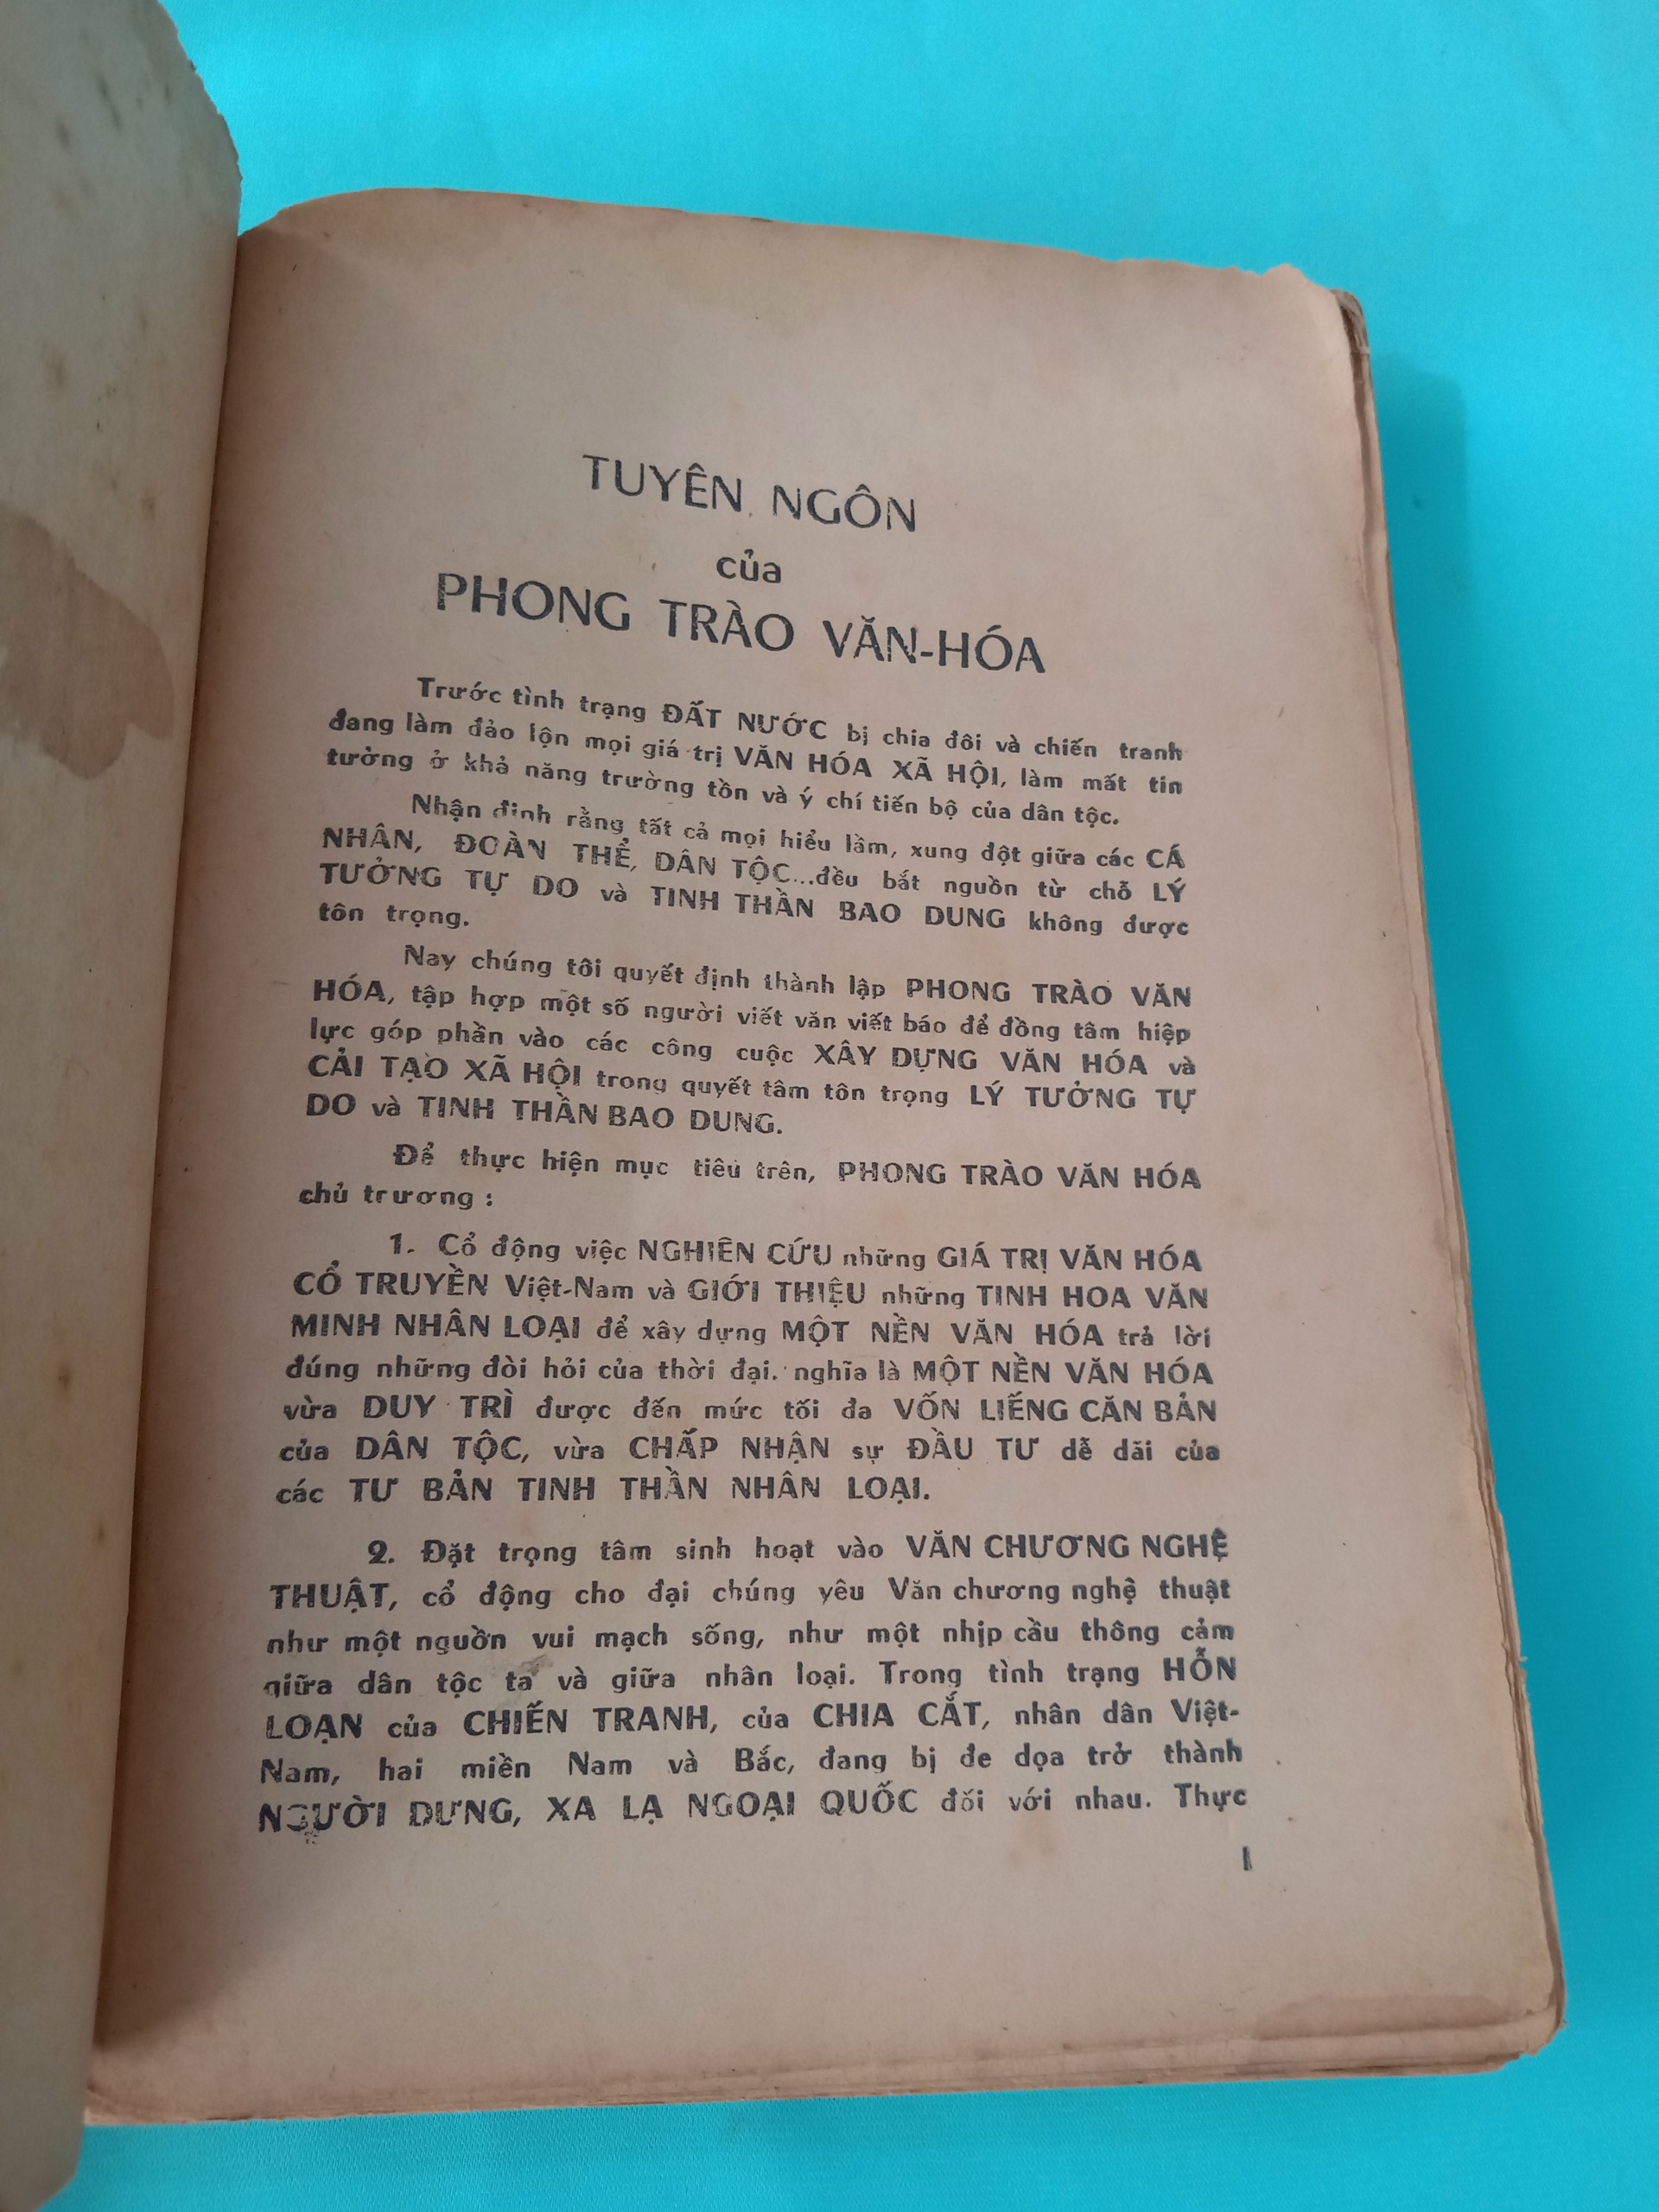 TUYÊN NGÔN
của
PHONG TRÀO VĂN-HÓA
Trước tình trạng ĐẤT NƯỚC bị chia đôi và chiến tranh
đang làm đảo lộn mọi giá trị VĂN HÓA XÃ HỘI, làm mất tin
tường ở khả năng trường tồn và ý chí tiến bộ của dân tộc.
Nhận định rằng tất cả mọi hiểu lầm, xung đột giữa các CÁ
NHÂN, ĐOÀN THỂ, DÂN TỘC...đều bắt nguồn từ chỗ LÝ
TƯỞNG TỰ DO và TINH THẦN BAO DUNG không được
tôn trọng.
Nay chúng tôi quyết định thành lập PHONG TRÀO VĂN
HÓA, tập hợp một số người viết văn viết báo để đồng tâm hiệp
lực góp phần vào các công cuộc XÂY DỰNG VĂN HÓA và
CẢI TẠO XÃ HỘI trong quyết tâm tôn trọng LÝ TƯỞNG TỰ
DO và TINH THẦN BAO DUNG.
Để thực hiện mục tiêu trên, PHONG TRÀO VĂN HÓA
chủ trương :
1. Cổ động việc NGHIÊN CỨU những GIÁ TRỊ VĂN HÓA
CỔ TRUYỀN Việt-Nam và GIỚI THIỆU những TINH HOA VĂN
MINH NHÂN LOẠI để xây dựng MỘT NỀN VĂN HÓA trả lời
đúng những đòi hỏi của thời đại. nghĩa là MỘT NỀN VĂN HÓA
vừa DUY TRÌ được đến mức tối đa VỐN LIẾNG CĂN BẢN
của DÂN TỘC, vừa CHẤP NHẬN sự ĐẦU TƯ dễ dãi của
các TƯ BẢN TINH THẦN NHÂN LOẠI.
2. Đặt trọng tâm sinh hoạt vào VĂN CHƯƠNG NGHỆ
THUẬT, cổ động cho đại chúng yêu Văn chương nghệ thuật
như một nguồn vui mạch sống, như một nhịp cầu thông cảm
giữa dân tộc ta và giữa nhân loại. Trong tình trạng HỖN
LOẠN của CHIẾN TRANH, của CHIA CẮT, nhân dân Việt-
Nam, hai miền Nam và Bắc, đang bị đe dọa trở thành
NGƯỜI DƯNG, XA LẠ NGOẠI QUỐC đối với nhau. Thực
1